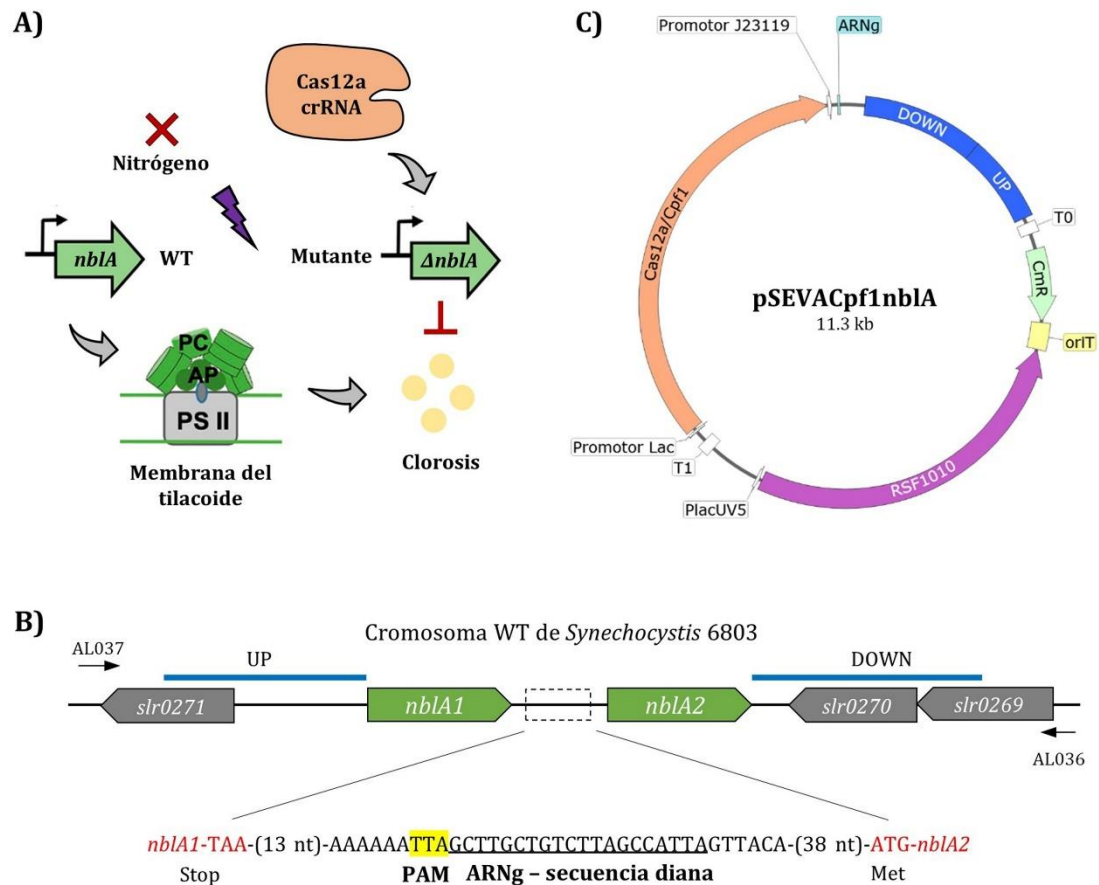 A)
Cas12a
crRNA
Nitrógeno
nblA
WT
Mutante
ΔnblA
PC
AP
PS II
Membrana del
tilacoide
Clorosis
C)
Promotor J23119
ARNg
DOWN
UP
T0
CmR
oriT
RSF1010
PlacUV5
T1
Promotor Lac
Cas12a/Cpf1
pSEVACpf1nblA
11.3 kb
B)
Cromosoma WT de Synechocystis 6803
AL037
UP
DOWN
slr0271
nblA1
nblA2
slr0270
slr0269
AL036
nblA1-TAA-(13 nt)-AAAAAATTAGCTTGCTGTCTTAGCCATTAGTTACA-(38 nt)-ATG-nblA2
Stop
PAM
ARNg – secuencia diana
Met